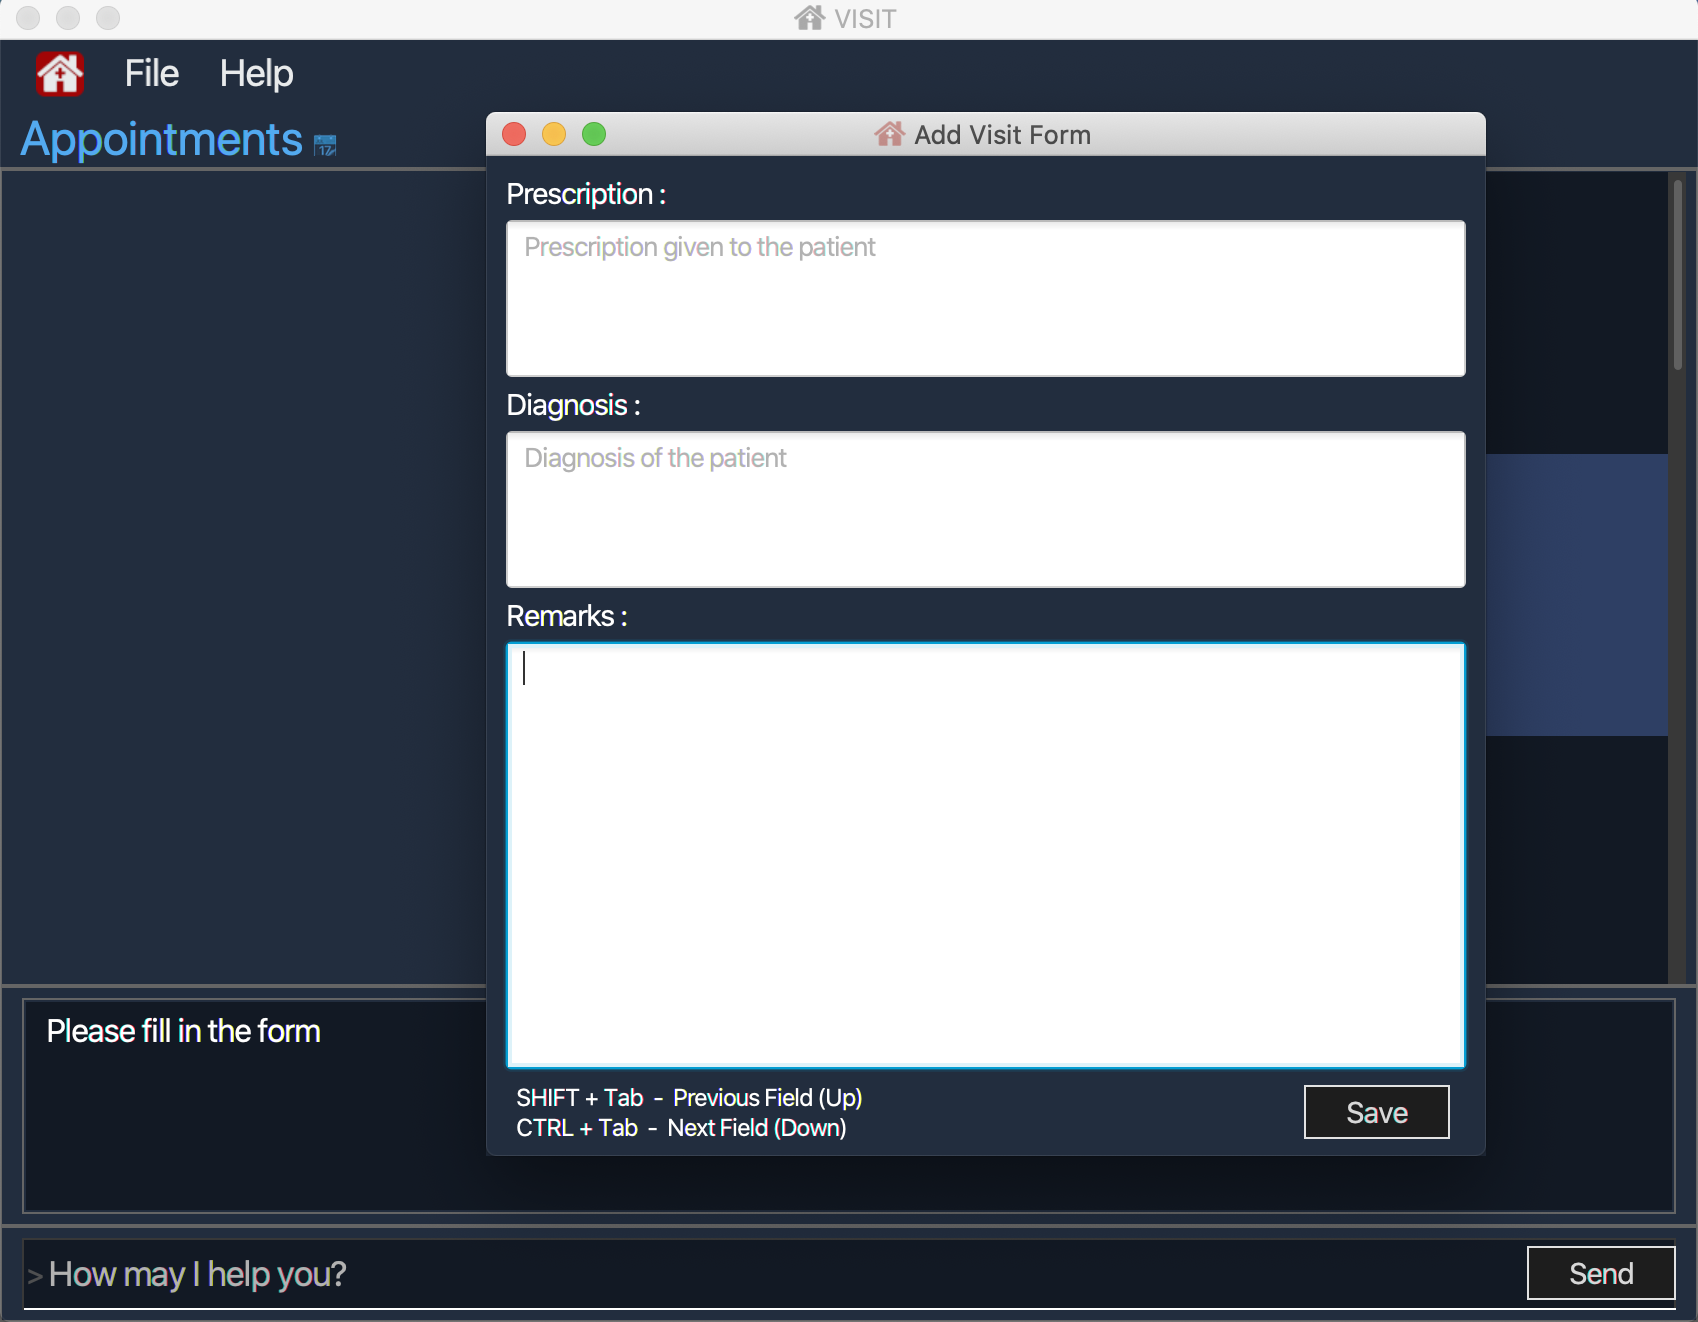 VISIT
File Help
Appointments
17
Add Visit Form
Prescription :
Prescription given to the patient
Diagnosis :
Diagnosis of the patient
Remarks :
SHIFT + Tab - Previous Field (Up)
CTRL + Tab - Next Field (Down)
Save
Please fill in the form
> How may I help you?
Send